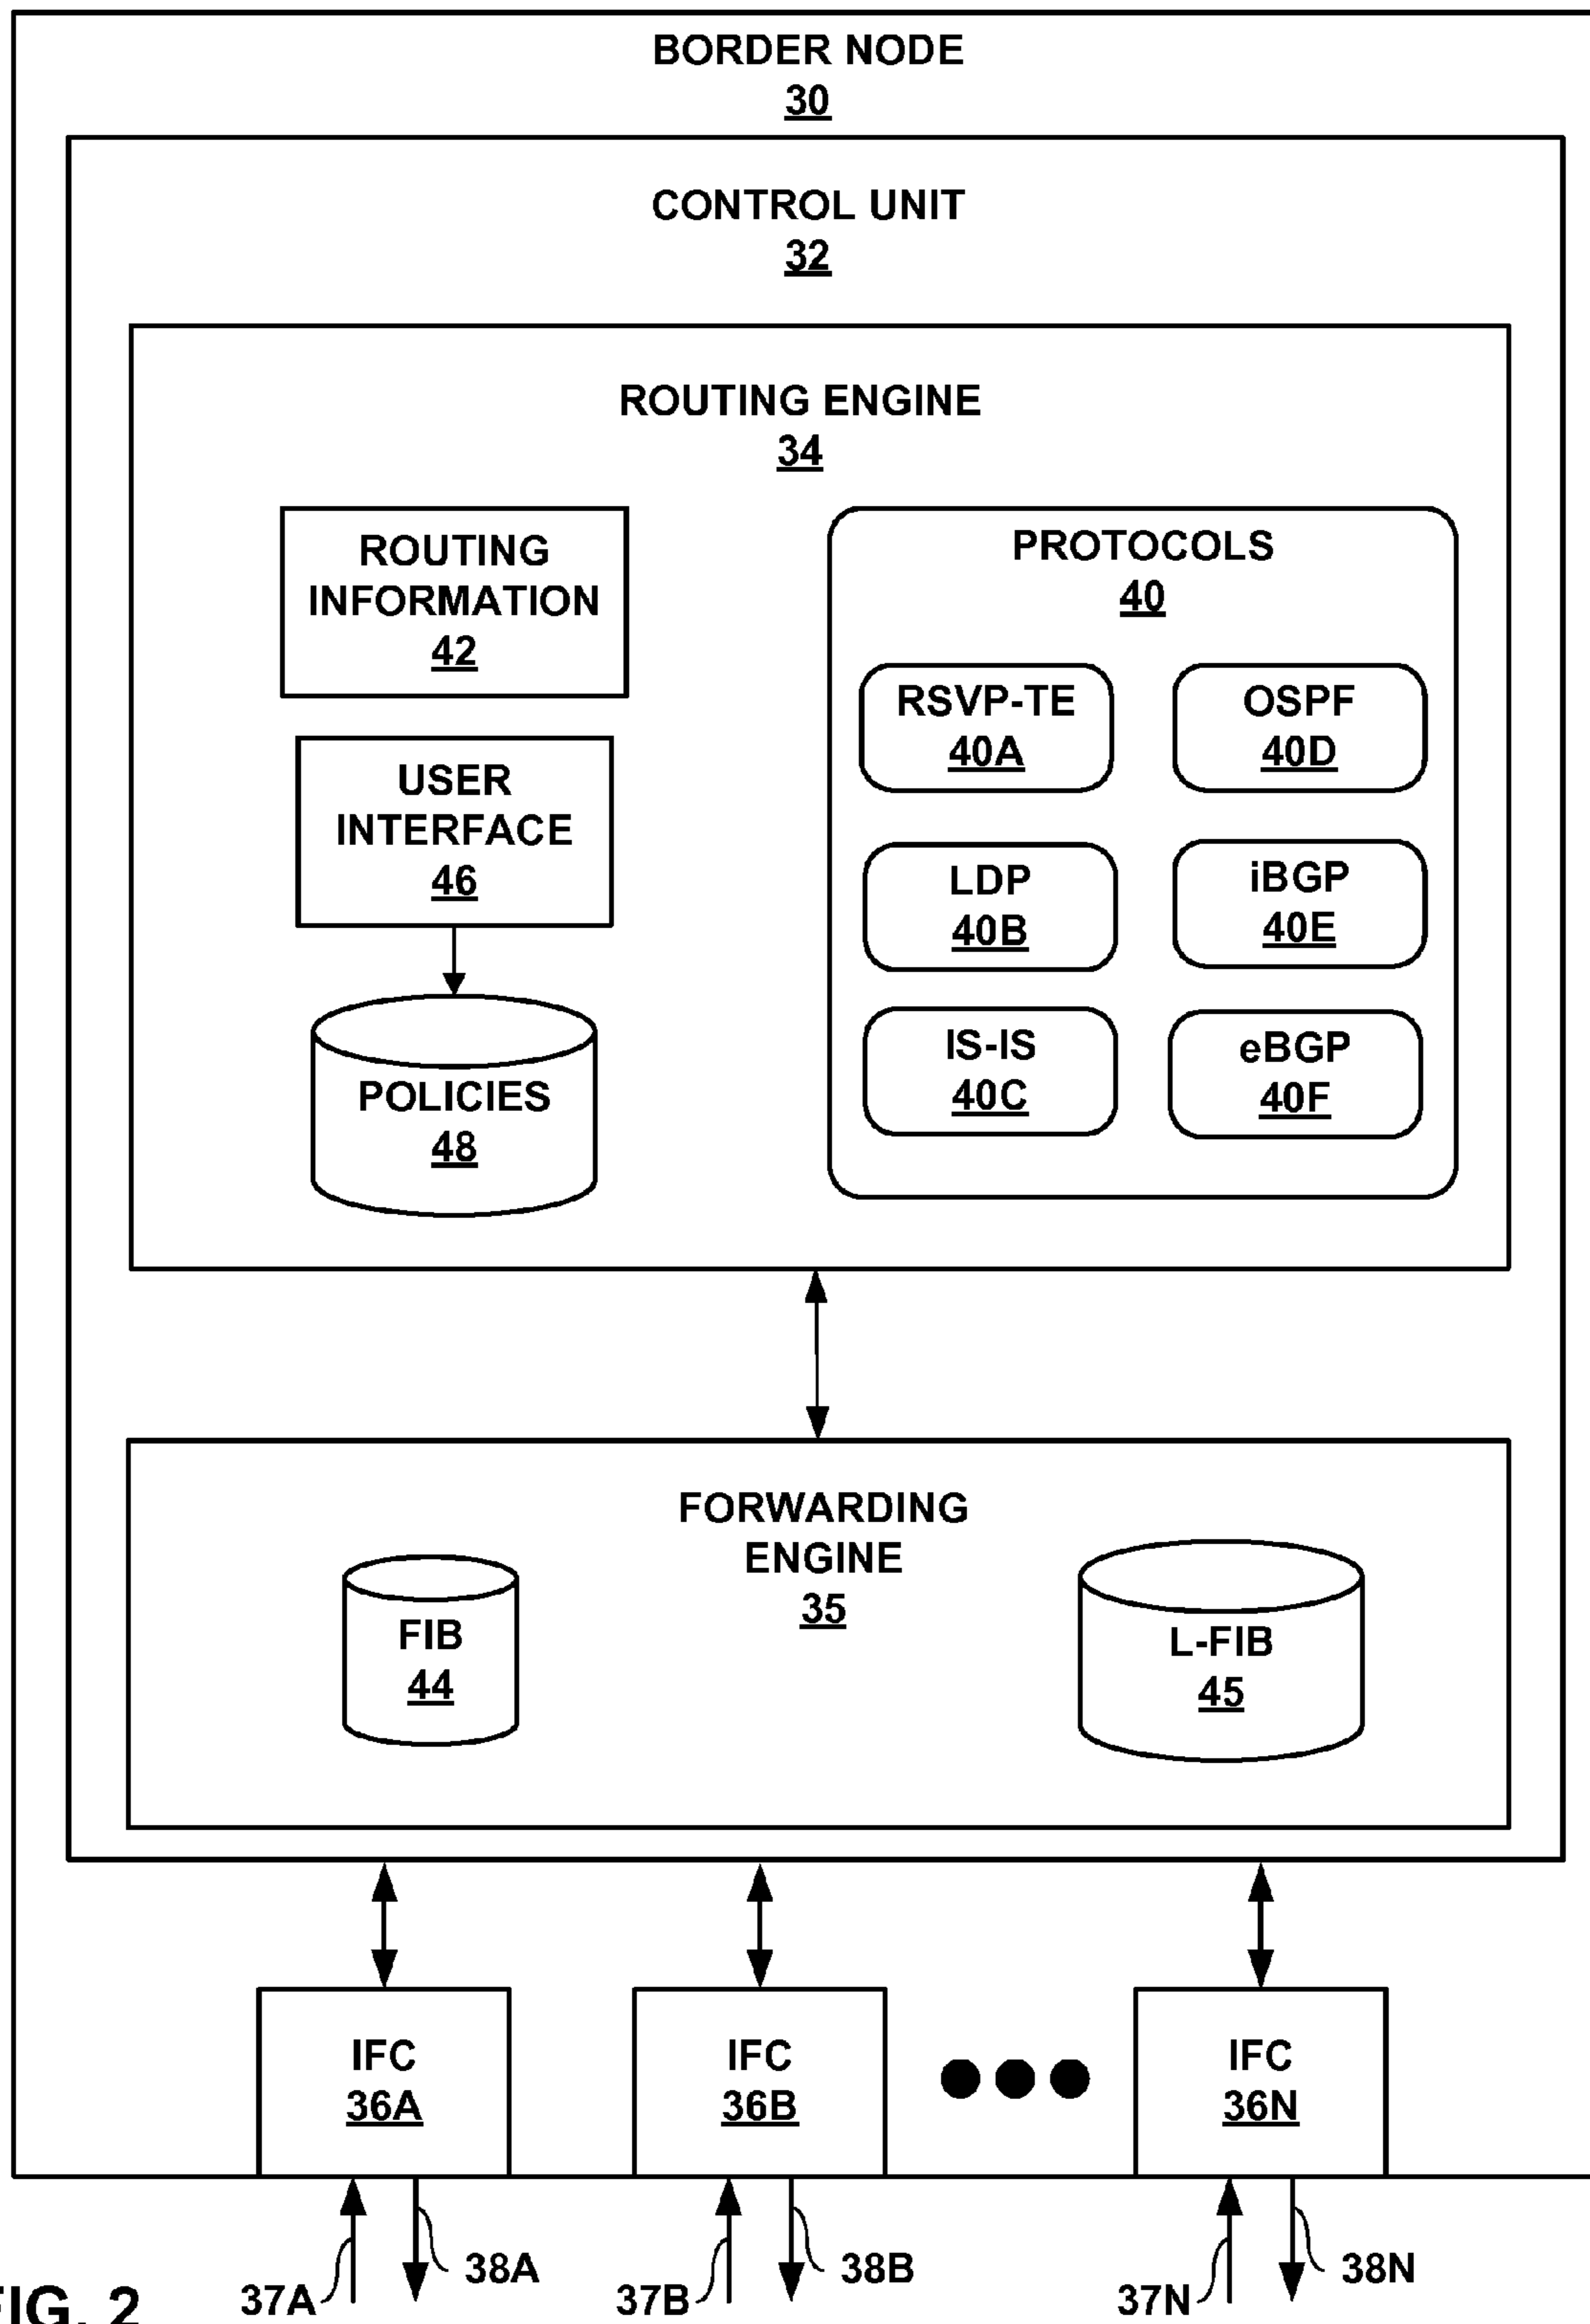 BORDER NODE
30
CONTROL UNIT
32
ROUTING ENGINE
34
ROUTING
INFORMATION
42
USER
INTERFACE
46
POLICIES
48
PROTOCOLS
40
RSVP-TE
40A
OSPF
40D
LDP
40B
iBGP
40E
IS-IS
40C
eBGP
40F
FORWARDING
ENGINE
35
FIB
44
L-FIB
45
IFC
36A
IFC
36B
IFC
36N
37A
38A
37B
38B
37N
38N
FIG. 2